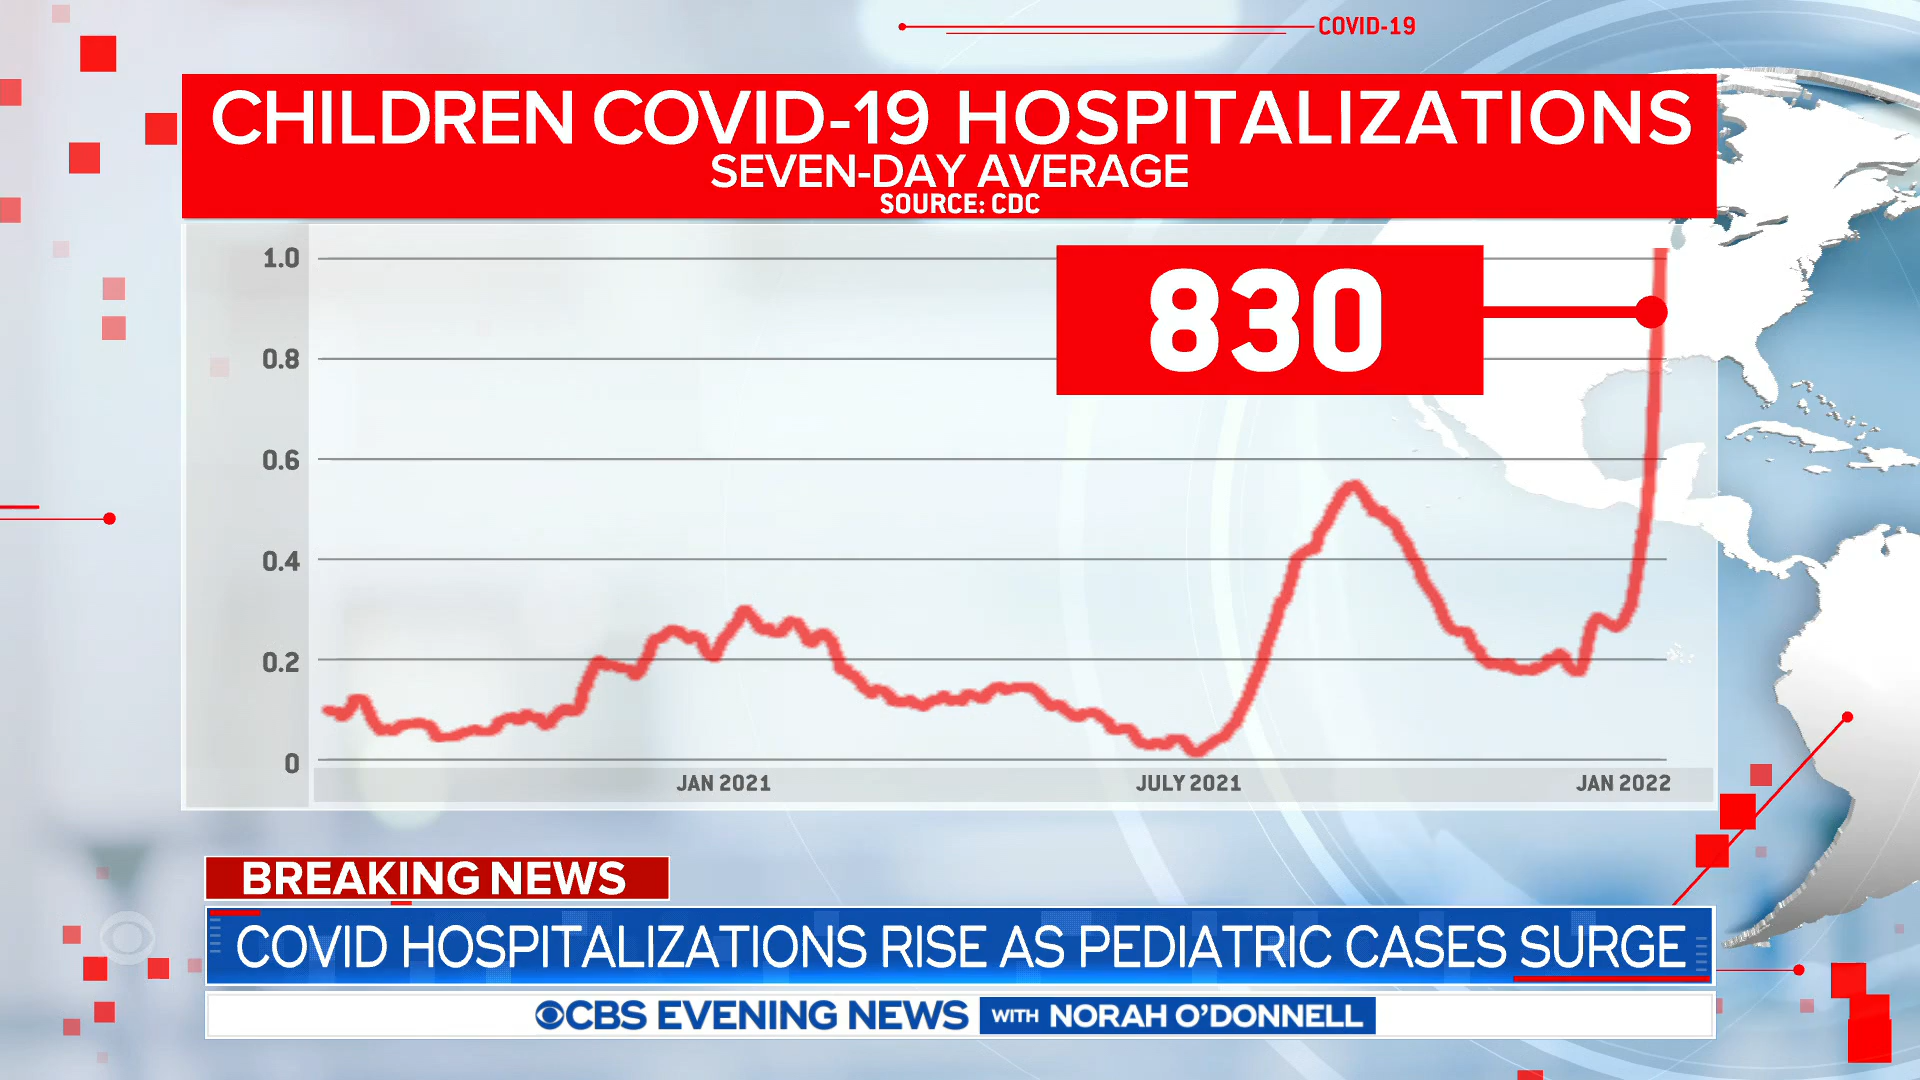 COVID-19
CHILDREN COVID-19 HOSPITALIZATIONS
SEVEN-DAY AVERAGE
SOURCE: CDC
1.0
830
0.8
0.6
0.4
0.2
0
JAN 2021 JULY 2021 JAN 2022
BREAKING NEWS
COVID HOSPITALIZATIONS RISE AS PEDIATRIC CASES SURGE
CBS EVENING NEWS WITH NORAH O'DONNELL